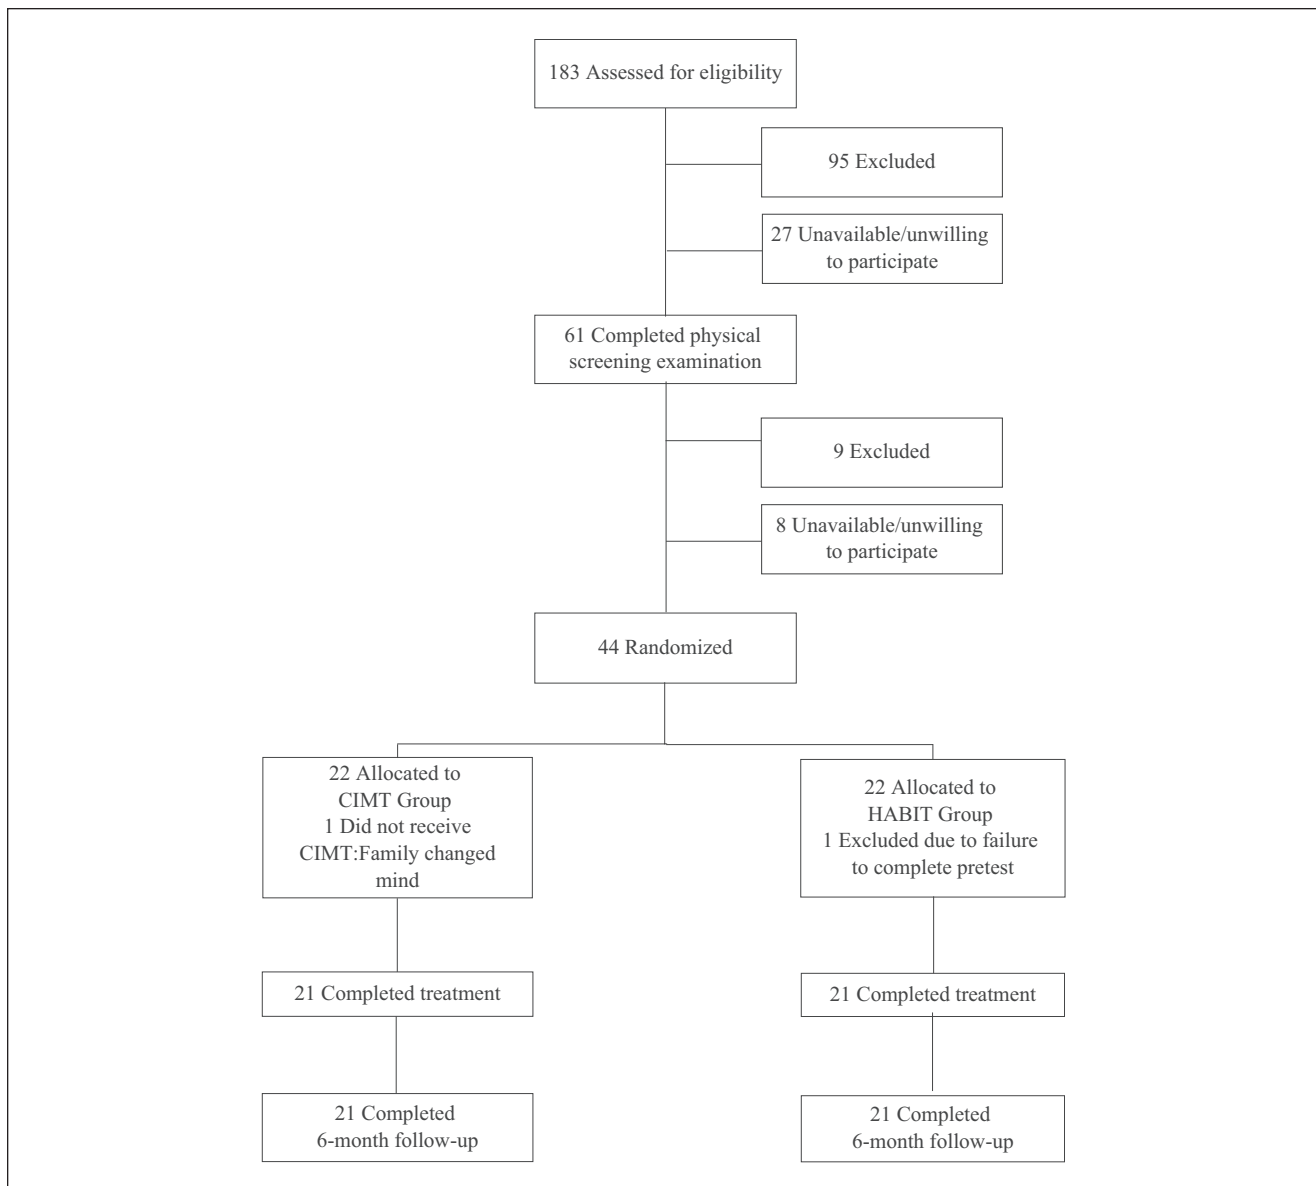 183 Assessed for eligibility
95 Excluded
27 Unavailable/unwilling
to participate
61 Completed physical
screening examination
9 Excluded
8 Unavailable/unwilling
to participate
44 Randomized
22 Allocated to
CIMT Group
1 Did not receive
CIMT:Family changed
mind
22 Allocated to
HABIT Group
1 Excluded due to failure
to complete pretest
21 Completed treatment
21 Completed treatment
21 Completed
6-month follow-up
21 Completed
6-month follow-up